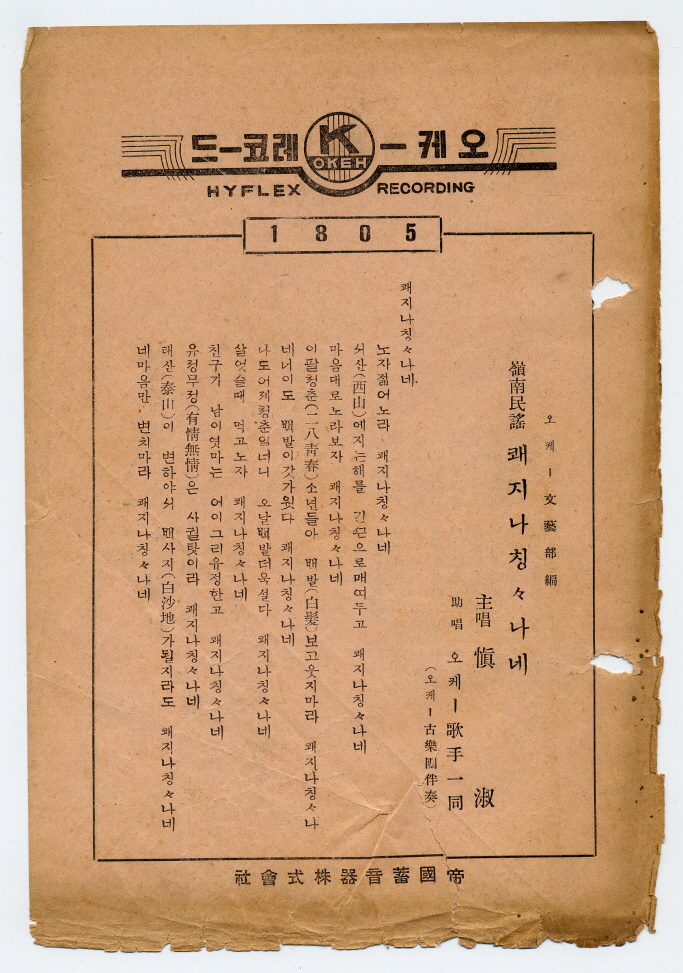 오케ー레코ー드
K
OKEH
HYFLEX RECORDING
1805
오케ー文藝部編
嶺南民謠 쾌지나칭々나네
主唱 愼 淑
助唱 오케ー歌手一同
(오케ー古樂團伴奏)
쾌지나칭々나네
노자젊어노라 쾌지나칭々나네
서산(西山)에지는해를 긴끈으로매여두고 쾌지나칭々나네
마음대로노라보자 쾌지나칭々나네
이팔청춘(二八靑春)소년들아 백발(白髮)보고웃지마라 쾌지나칭々나
네너이도 백발이갓가웟다 쾌지나칭々나네
나도어제청춘일너니 오날백발더욱설다 쾌지나칭々나네
살엇슬때 먹고노자 쾌지나칭々나네
친구가 남이엿마는 어이그리유정한고 쾌지나칭々나네
유정무정(有情無情)은 사귈탓이라 쾌지나칭々나네
태산(泰山)이 변하야서 백사지(白沙地)가될지라도 쾌지나칭々나네
네마음만 변치마라 쾌지나칭々나네
帝國蓄音器株式會社